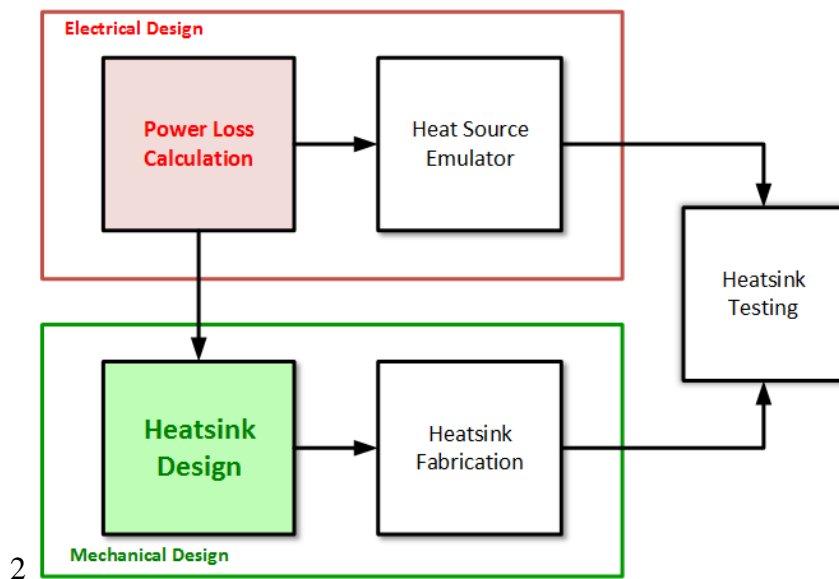 Electrical Design
Power Loss
Calculation
Heat Source
Emulator
Heatsink
Testing
Heatsink
Design
Heatsink
Fabrication
Mechanical Design
2